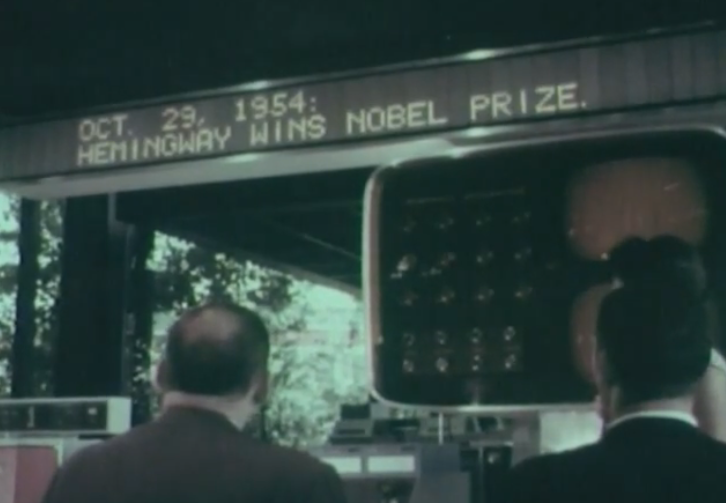 OCT. 29, 1954:
HEMINGWAY WINS NOBEL PRIZE.